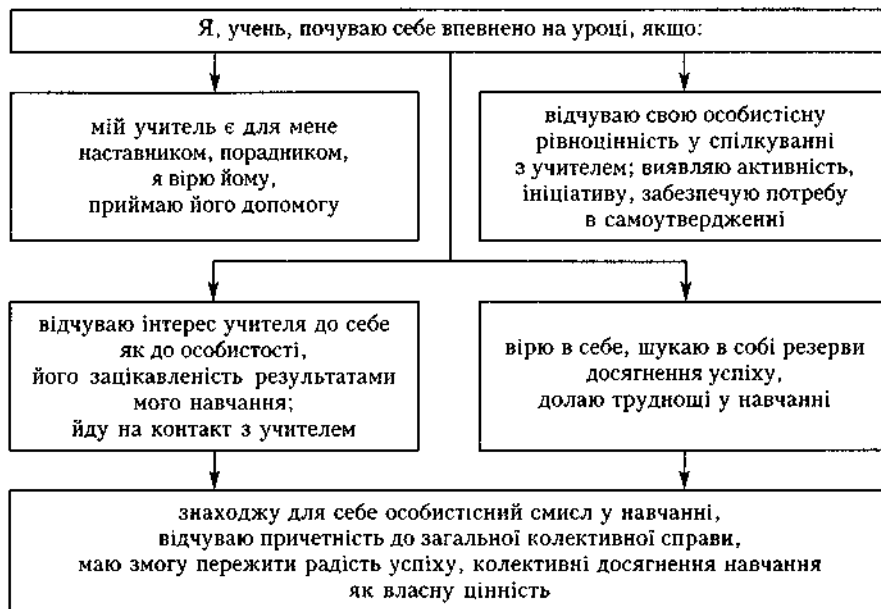 Я, учень, почуваю себе впевнено на уроці, якщо:
мій учитель є для мене
наставником, порадником,
я вірю йому,
приймаю його допомогу
відчуваю свою особистісну
рівноцінність у спілкуванні
з учителем; виявляю активність,
ініціативу, забезпечую потребу
в самоутвердженні
відчуваю інтерес учителя до себе
як до особистості,
його зацікавленість результатами
мого навчання;
йду на контакт з учителем
вірю в себе, шукаю в собі резерви
досягнення успіху,
долаю труднощі у навчанні
знаходжу для себе особистісний смисл у навчанні,
відчуваю причетність до загальної колективної справи,
маю змогу пережити радість успіху, колективні досягнення навчання
як власну цінність